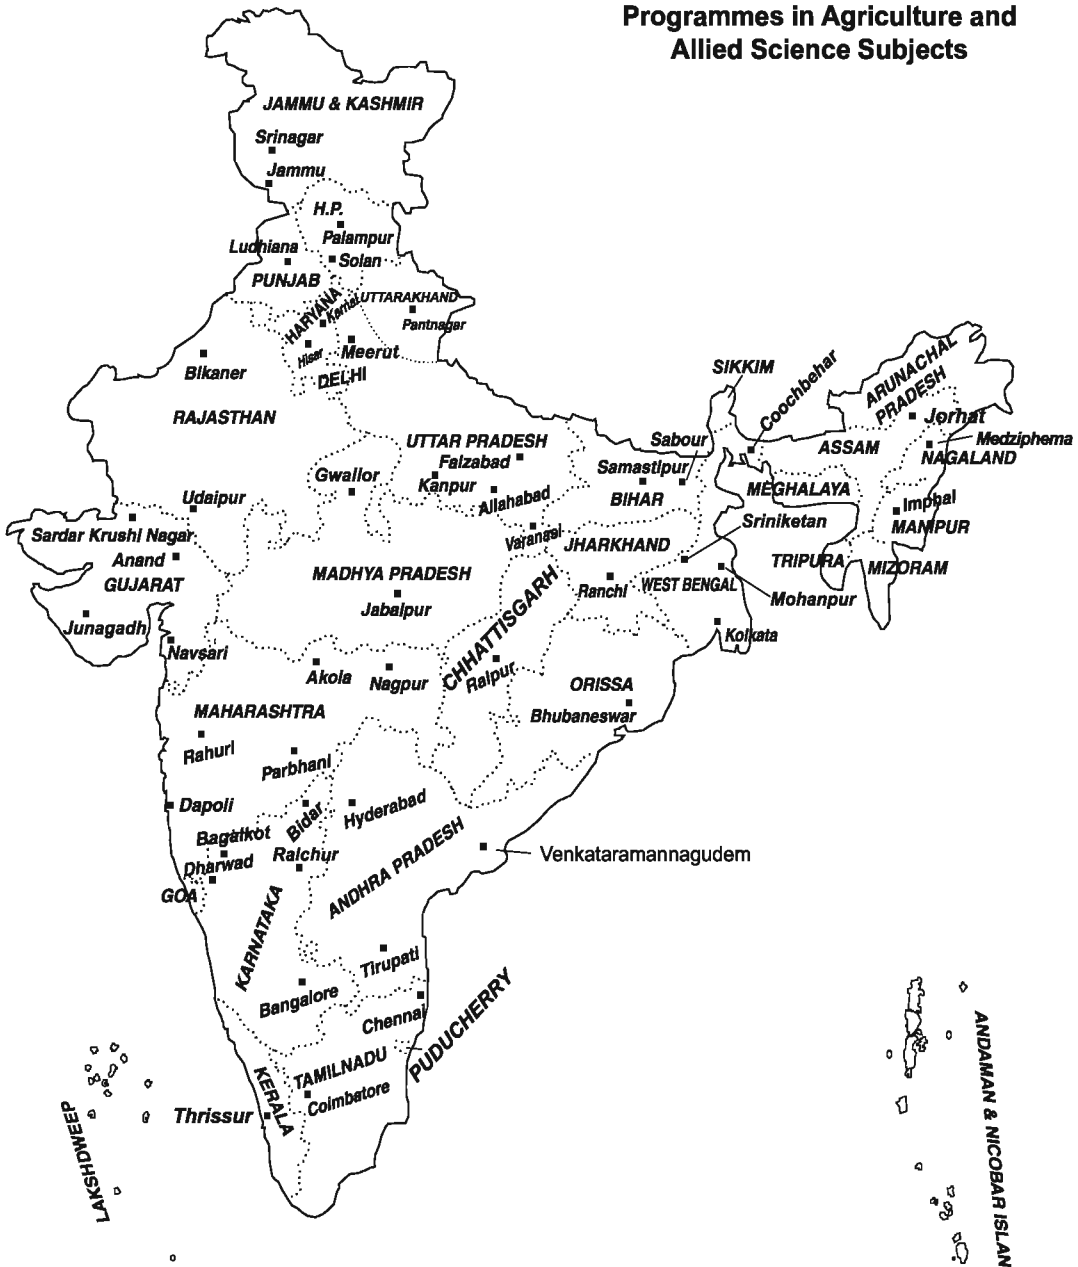 Programmes in Agriculture and
Allied Science Subjects
JAMMU & KASHMIR
Srinagar
Jammu
H.P.
Palampur
Ludhiana
Solan
PUNJAB
HARYANA
Karnal
UTTARAKHAND
Pantnagar
Hisar
Meerut
DELHI
Bikaner
RAJASTHAN
SIKKIM
Coochbehar
ARUNACHAL
PRADESH
Jorhat
Medziphema
NAGALAND
ASSAM
UTTAR PRADESH
Faizabad
Kanpur
Allahabad
Varanasi
Sabour
Samastipur
BIHAR
MEGHALAYA
Imphal
MANIPUR
Gwalior
Udaipur
Sardar Krushi Nagar
Anand
GUJARAT
Junagadh
Navsari
MADHYA PRADESH
Jabalpur
JHARKHAND
Ranchi
Sriniketan
WEST BENGAL
TRIPURA
MIZORAM
Mohanpur
Kolkata
CHHATTISGARH
Raipur
Akola
Nagpur
ORISSA
Bhubaneswar
MAHARASHTRA
Rahuri
Parbhani
Dapoli
Bidar
Hyderabad
Bagalkot
Dharwad
Raichur
GOA
ANDHRA PRADESH
Venkataramannagudem
KARNATAKA
Tirupati
Bangalore
Chennai
PUDUCHERRY
TAMILNADU
Coimbatore
KERALA
Thrissur
LAKSHDWEEP
ANDAMAN & NICOBAR ISLAN